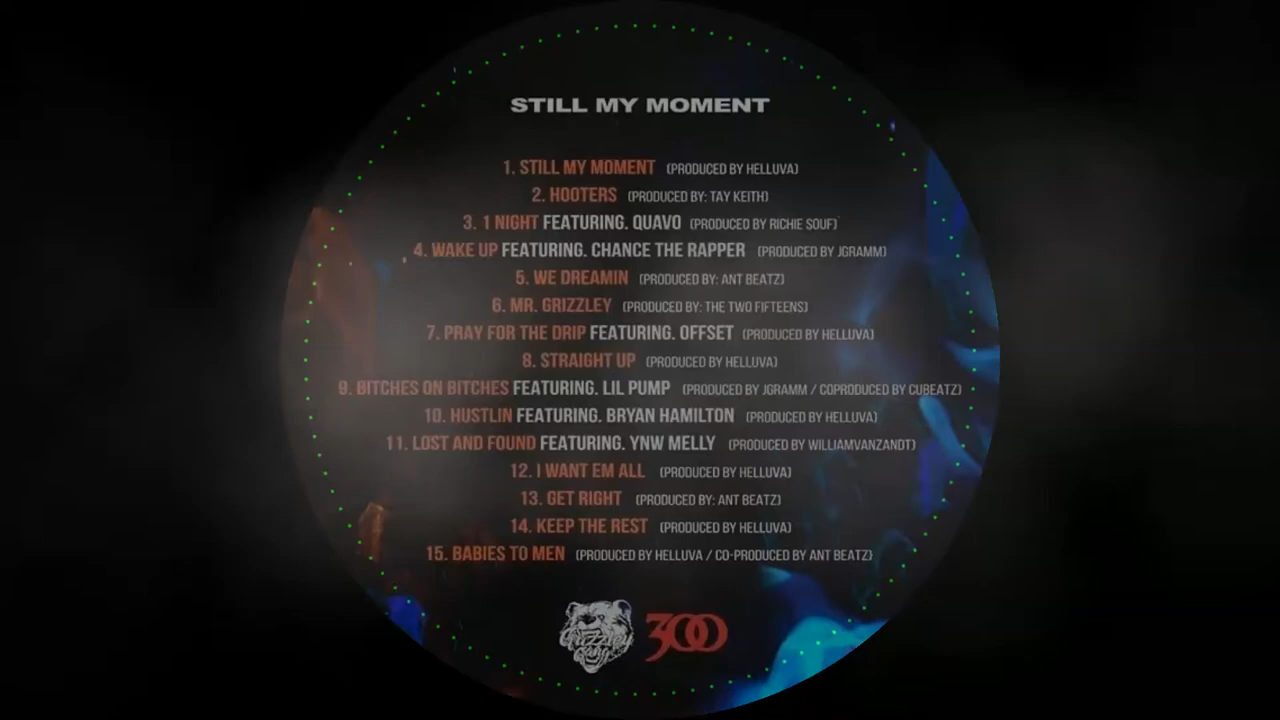 STILL MY MOMENT
1. STILL MY MOMENT (PRODUCED BY HELLUVA)
2. HOOTERS (PRODUCED BY: TAY KEITH)
3. 1 NIGHT FEATURING. QUAVO (PRODUCED BY RICHIE SOUF)
4. WAKE UP FEATURING. CHANCE THE RAPPER (PRODUCED BY JGRAMM)
5. WE DREAMIN (PRODUCED BY: ANT BEATZ)
6. MR. GRIZZLEY (PRODUCED BY: THE TWO FIFTEENS)
7. PRAY FOR THE DRIP FEATURING. OFFSET (PRODUCED BY HELLUVA)
8. STRAIGHT UP (PRODUCED BY HELLUVA)
9. BITCHES ON BITCHES FEATURING. LIL PUMP (PRODUCED BY JGRAMM / COPRODUCED BY CUBEATZ)
10. HUSTLIN FEATURING. BRYAN HAMILTON (PRODUCED BY HELLUVA)
11. LOST AND FOUND FEATURING. YNW MELLY (PRODUCED BY WILLIAMVANZANDT)
12. I WANT EM ALL (PRODUCED BY HELLUVA)
13. GET RIGHT (PRODUCED BY: ANT BEATZ)
14. KEEP THE REST (PRODUCED BY HELLUVA)
15. BABIES TO MEN (PRODUCED BY HELLUVA / CO-PRODUCED BY ANT BEATZ)
Grizzley Gang 300